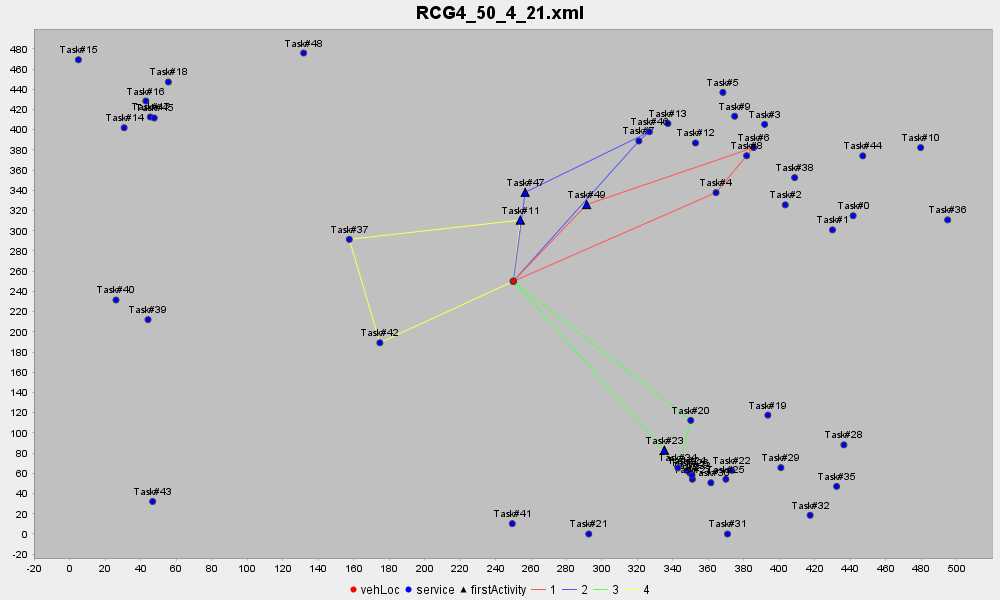 RCG4_50_4_21.xml
Task#48
Task#15
Task#18
Task#5
Task#16
Task#9
Task#13
Task#3
Task#14
Task#46
Task#7
Task#12
Task#6
Task#8
Task#10
Task#44
Task#38
Task#47
Task#4
Task#49
Task#2
Task#11
Task#0
Task#36
Task#1
Task#37
Task#40
Task#39
Task#42
Task#20
Task#19
Task#23
Task#28
Task#22
Task#29
Task#35
Task#43
Task#32
Task#41
Task#21
Task#31
480
460
440
420
400
380
360
340
320
300
280
260
240
220
200
180
160
140
120
100
80
60
40
20
0
-20
-20 0 20 40 60 80 100 120 140 160 180 200 220 240 260 280 300 320 340 360 380 400 420 440 460 480 500
vehLoc service firstActivity 1 2 3 4